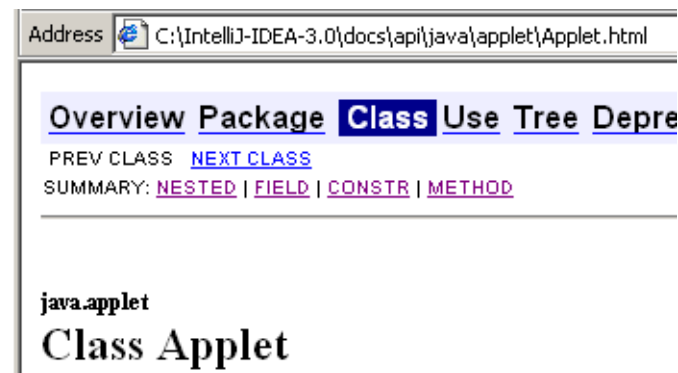 Address C:\IntelliJ-IDEA-3.0\docs\api\java\applet\Applet.html
Overview Package Class Use Tree Depre
PREV CLASS NEXT CLASS
SUMMARY: NESTED | FIELD | CONSTR | METHOD
java.applet
Class Applet